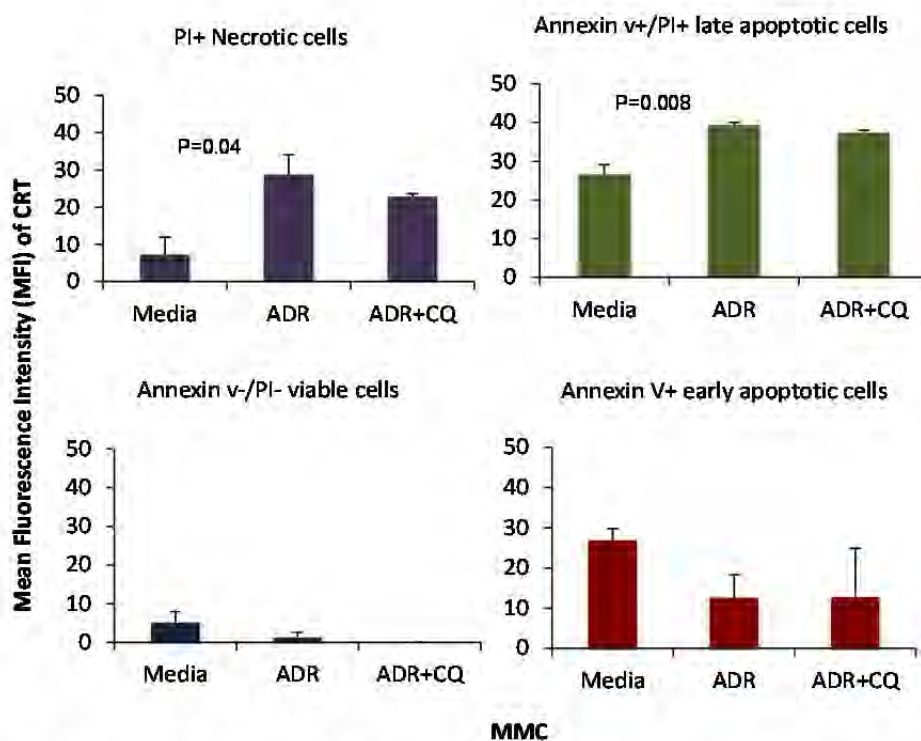 PI+ Necrotic cells
50
40
30
20
10
0
P=0.04
Media ADR ADR+CQ
Annexin v+/PI+ late apoptotic cells
50
40
30
20
10
0
P=0.008
Media ADR ADR+CQ
Mean Fluorescence Intensity (MFI) of CRT
Annexin v-/PI- viable cells
50
40
30
20
10
0
Media ADR ADR+CQ
Annexin V+ early apoptotic cells
50
40
30
20
10
0
Media ADR ADR+CQ
MMC